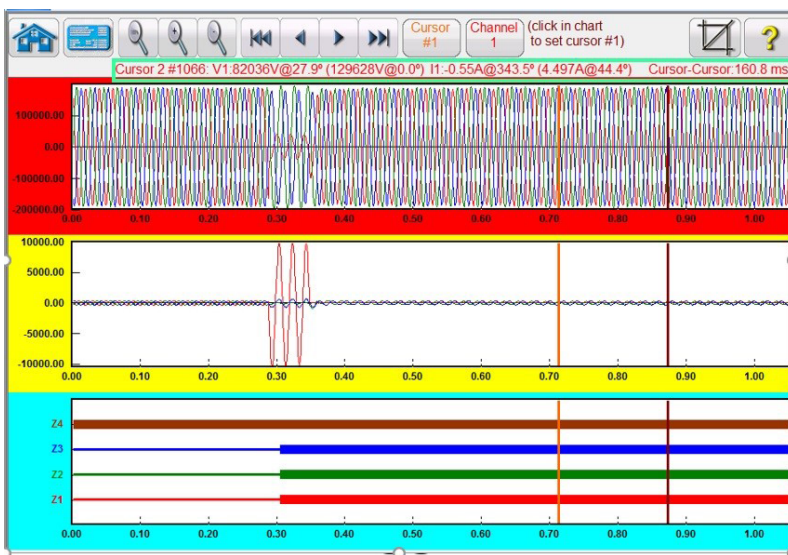 Cursor #1
Channel 1
(click in chart to set cursor #1)
?
Cursor 2 #1066: V1:82036V@27.9º (129628V@0.0º) I1:-0.55A@343.5º (4.497A@44.4º) Cursor-Cursor:160.8 ms
100000.00
0.00
-100000.00
-200000.00
0.00 0.10 0.20 0.30 0.40 0.50 0.60 0.70 0.80 0.90 1.00
10000.00
5000.00
0.00
-5000.00
-10000.00
0.00 0.10 0.20 0.30 0.40 0.50 0.60 0.70 0.80 0.90 1.00
Z4
Z3
Z2
Z1
0.00 0.10 0.20 0.30 0.40 0.50 0.60 0.70 0.80 0.90 1.00